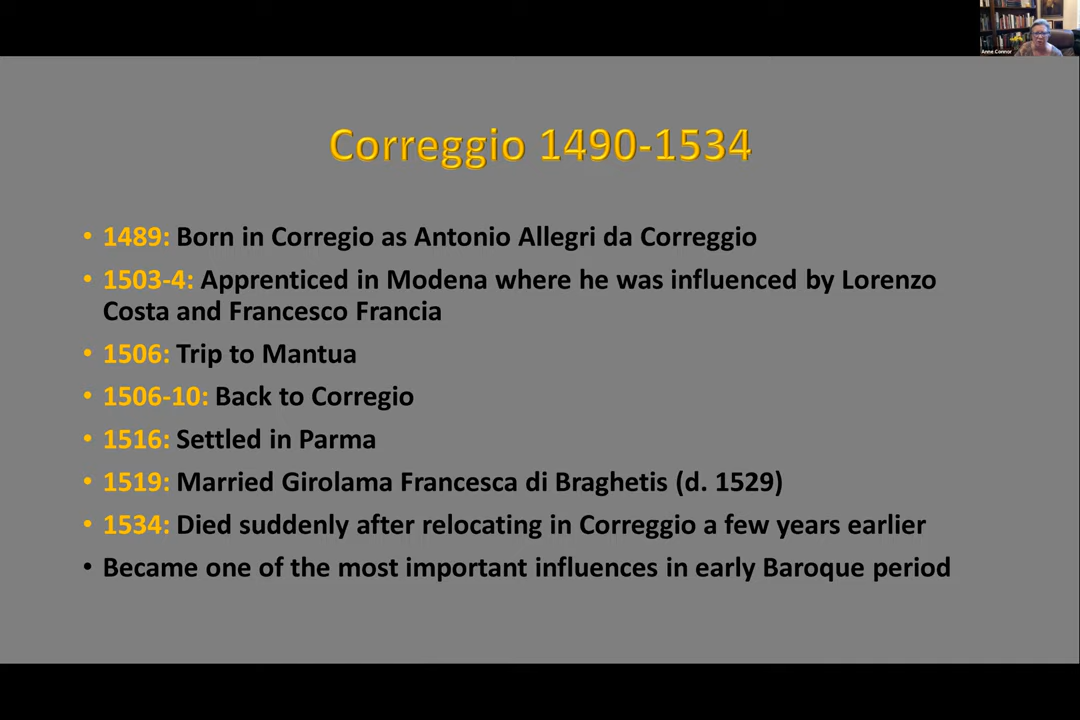 Anne Connor
Correggio 1490-1534
• 1489: Born in Corregio as Antonio Allegri da Correggio
• 1503-4: Apprenticed in Modena where he was influenced by Lorenzo
Costa and Francesco Francia
• 1506: Trip to Mantua
• 1506-10: Back to Corregio
• 1516: Settled in Parma
• 1519: Married Girolama Francesca di Braghetis (d. 1529)
• 1534: Died suddenly after relocating in Correggio a few years earlier
• Became one of the most important influences in early Baroque period